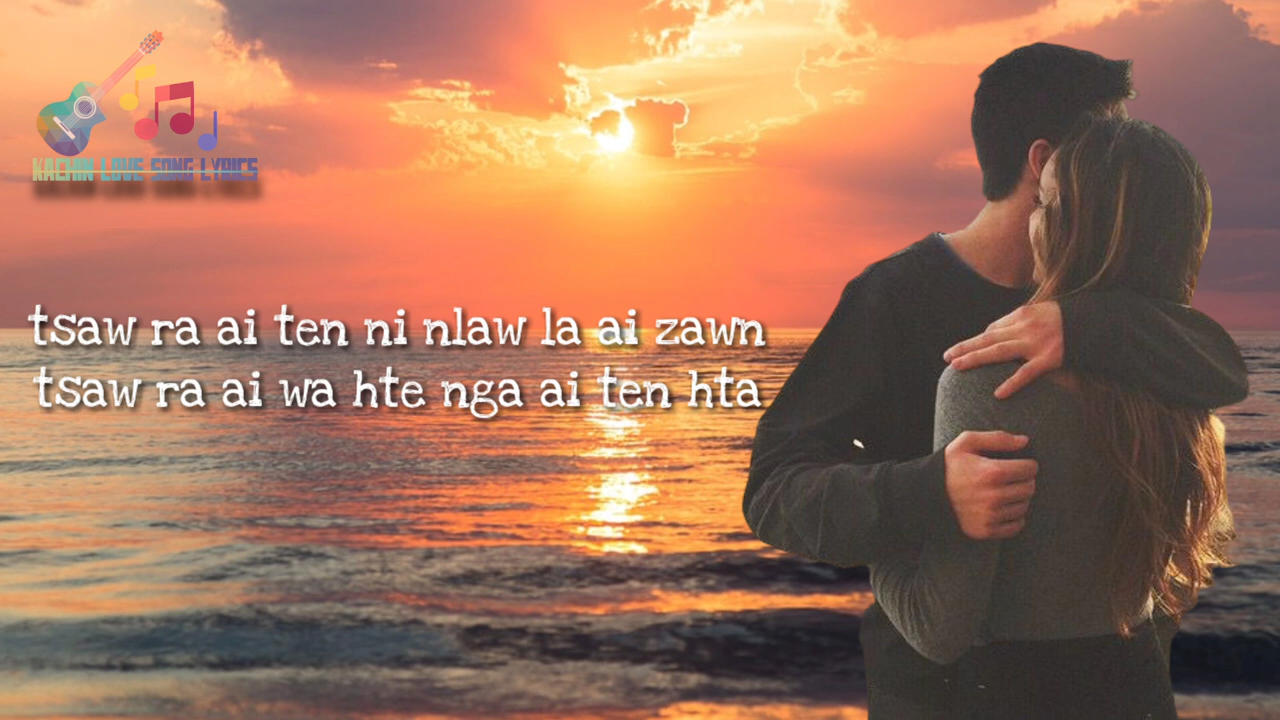 KACHIN LOVE SONG LYRICS
tsaw ra ai ten ni nlaw la ai zawn
tsaw ra ai wa hte nga ai ten hta